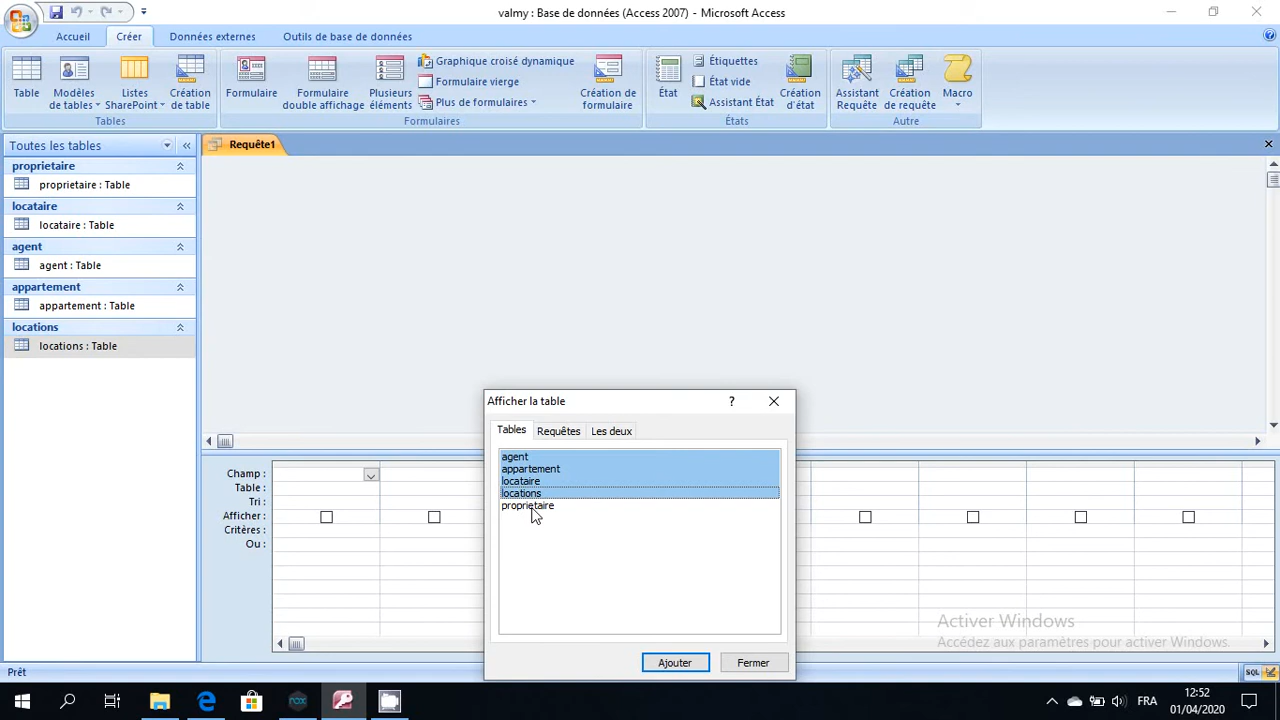 valmy : Base de données (Access 2007) - Microsoft Access
Accueil Créer Données externes Outils de base de données
Table
Modèles de tables
Listes SharePoint
Création de table
Tables
Formulaire
Formulaire double affichage
Plusieurs éléments
Graphique croisé dynamique
Formulaire vierge
Plus de formulaires
Création de formulaire
Formulaires
État
Étiquettes
État vide
Assistant État
Création d'état
États
Assistant Requête
Création de requête
Macro
Autre
Toutes les tables «
proprietaire
proprietaire : Table
locataire
locataire : Table
agent
agent : Table
appartement
appartement : Table
locations
locations : Table
Requête1
Afficher la table ?
Tables Requêtes Les deux
agent
appartement
locataire
locations
proprietaire
Ajouter Fermer
Champ :
Table :
Tri :
Afficher :
Critères :
Ou :
Activer Windows
Accédez aux paramètres pour activer Windows.
Prêt
SQL
nox
FRA
12:52
01/04/2020